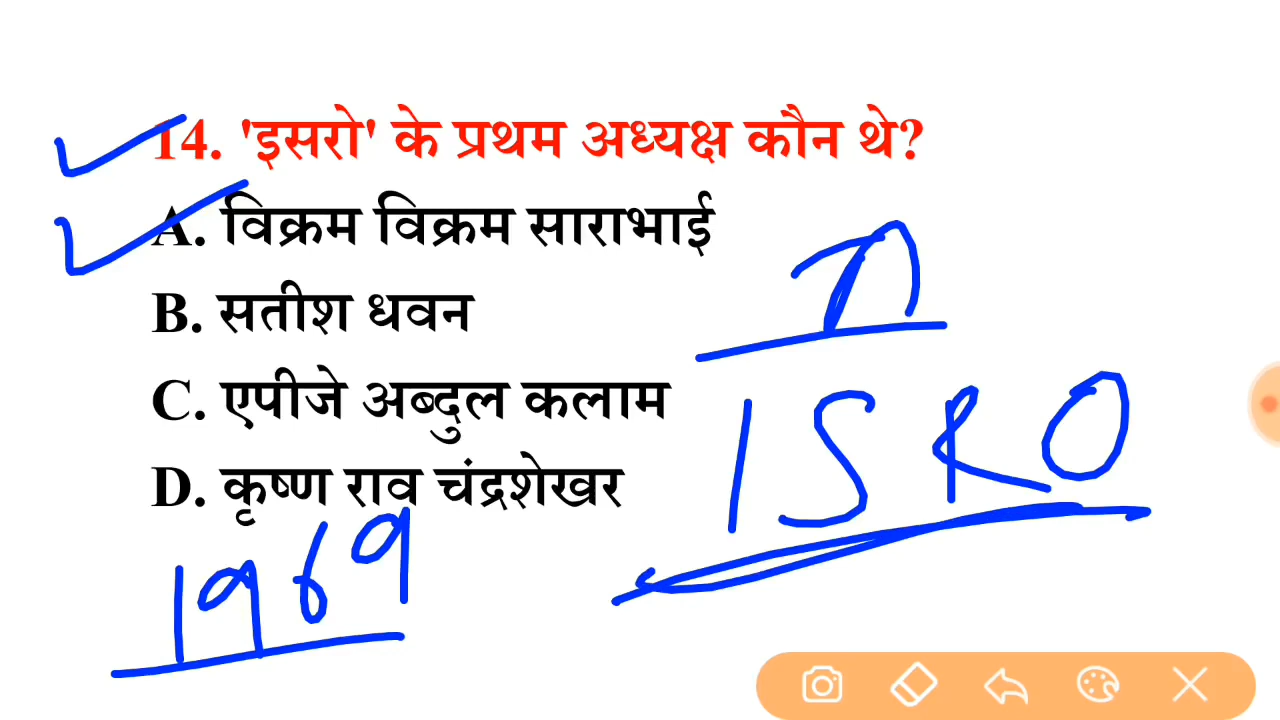 14. 'इसरो' के प्रथम अध्यक्ष कौन थे?
A. विक्रम विक्रम साराभाई
B. सतीश धवन
C. एपीजे अब्दुल कलाम
D. कृष्ण राव चंद्रशेखर
ISRO
1969